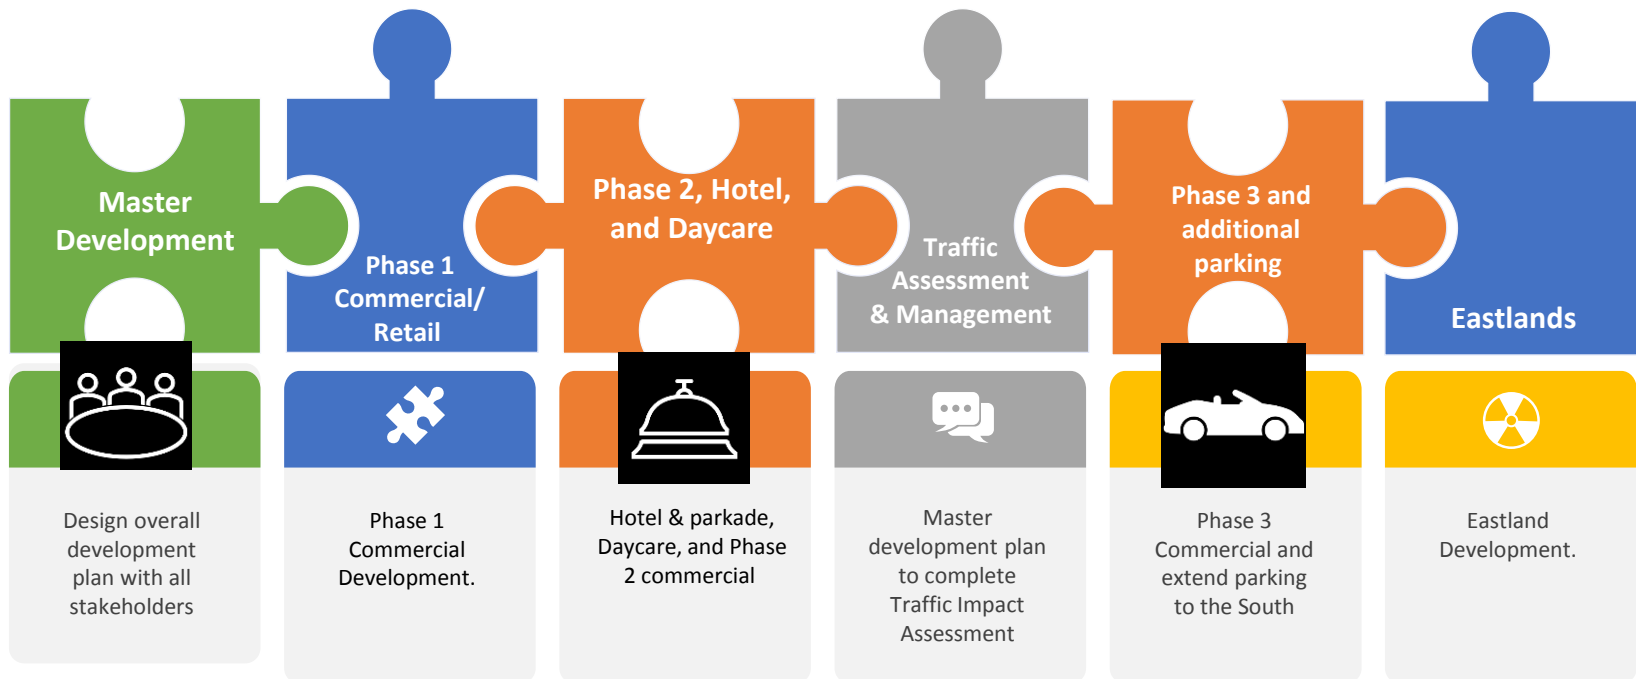 Master
Development
Phase 1
Commercial/
Retail
Phase 2, Hotel,
and Daycare
Traffic
Assessment
& Management
Phase 3 and
additional
parking
Eastlands
Design overall
development
plan with all
stakeholders
Phase 1
Commercial
Development.
Hotel & parkade,
Daycare, and Phase
2 commercial
Master
development plan
to complete
Traffic Impact
Assessment
Phase 3
Commercial and
extend parking
to the South
Eastland
Development.